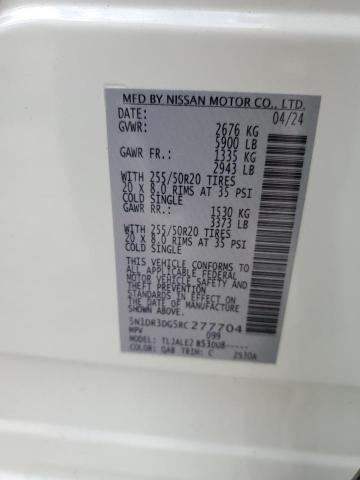 MFD BY NISSAN MOTOR CO., LTD.
DATE: 04/24
GVWR: 2676 KG
5900 LB
GAWR FR.: 1335 KG
2943 LB
WITH 255/50R20 TIRES
20 X 8.0 RIMS AT 35 PSI
COLD SINGLE
GAWR RR.: 1530 KG
3373 LB
WITH 255/50R20 TIRES
20 X 8.0 RIMS AT 35 PSI
COLD SINGLE
THIS VEHICLE CONFORMS TO
ALL APPLICABLE FEDERAL
MOTOR VEHICLE SAFETY AND
THEFT PREVENTION
STANDARDS IN EFFECT ON
THE DATE OF MANUFACTURE
SHOWN ABOVE.
5N1DR3DG5RC277704
MPV 099
MODEL: TLJALEZ
COLOR: QAB TRIM: C 2530A